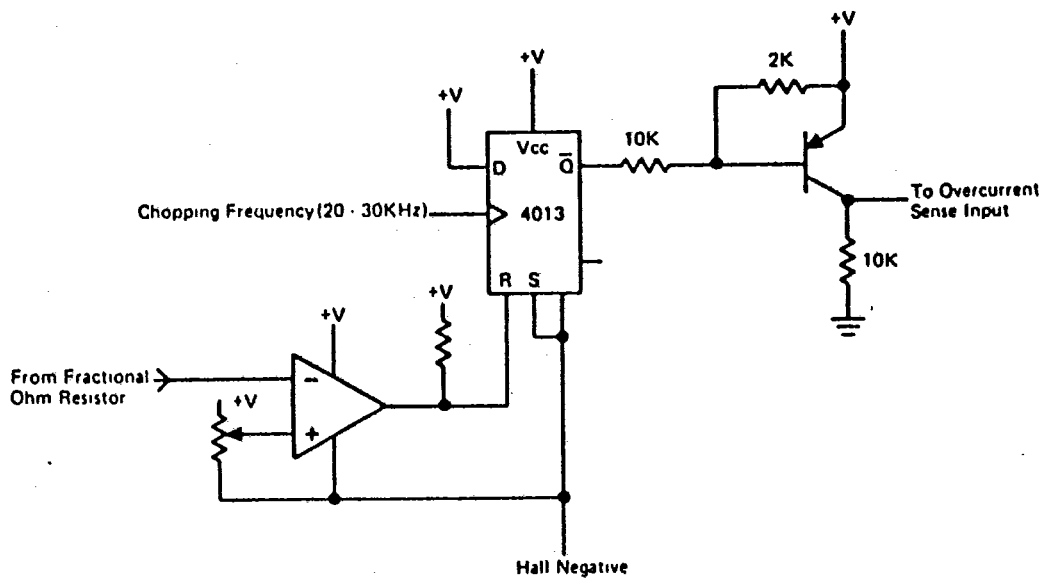 +V
2K
+V
+V
10K
Vcc
Q
D
Chopping Frequency (20 - 30KHz)
4013
To Overcurrent
Sense Input
10K
R S
+V
+V
From Fractional
Ohm Resistor
+V
−
+
Hall Negative